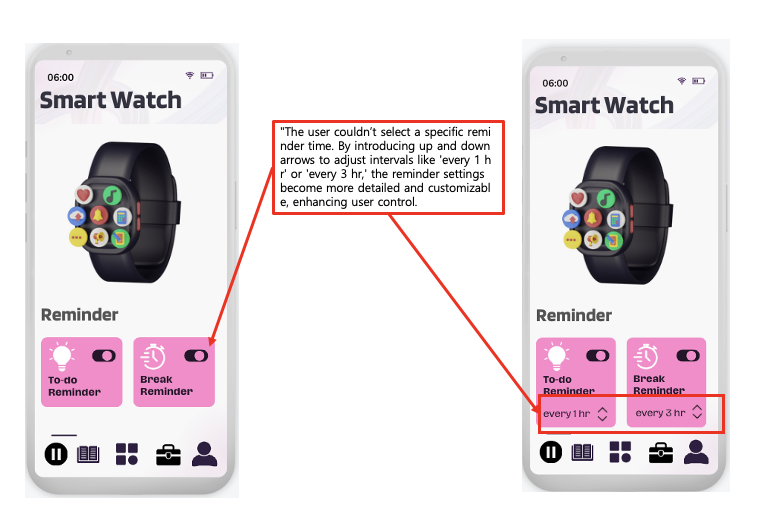 06:00
Smart Watch
Reminder
To-do
Reminder
Break
Reminder
"The user couldn't select a specific remi
nder time. By introducing up and down
arrows to adjust intervals like 'every 1 h
r' or 'every 3 hr,' the reminder settings
become more detailed and customizabl
e, enhancing user control.
06:00
Smart Watch
Reminder
To-do
Reminder
Break
Reminder
every 1 hr
every 3 hr